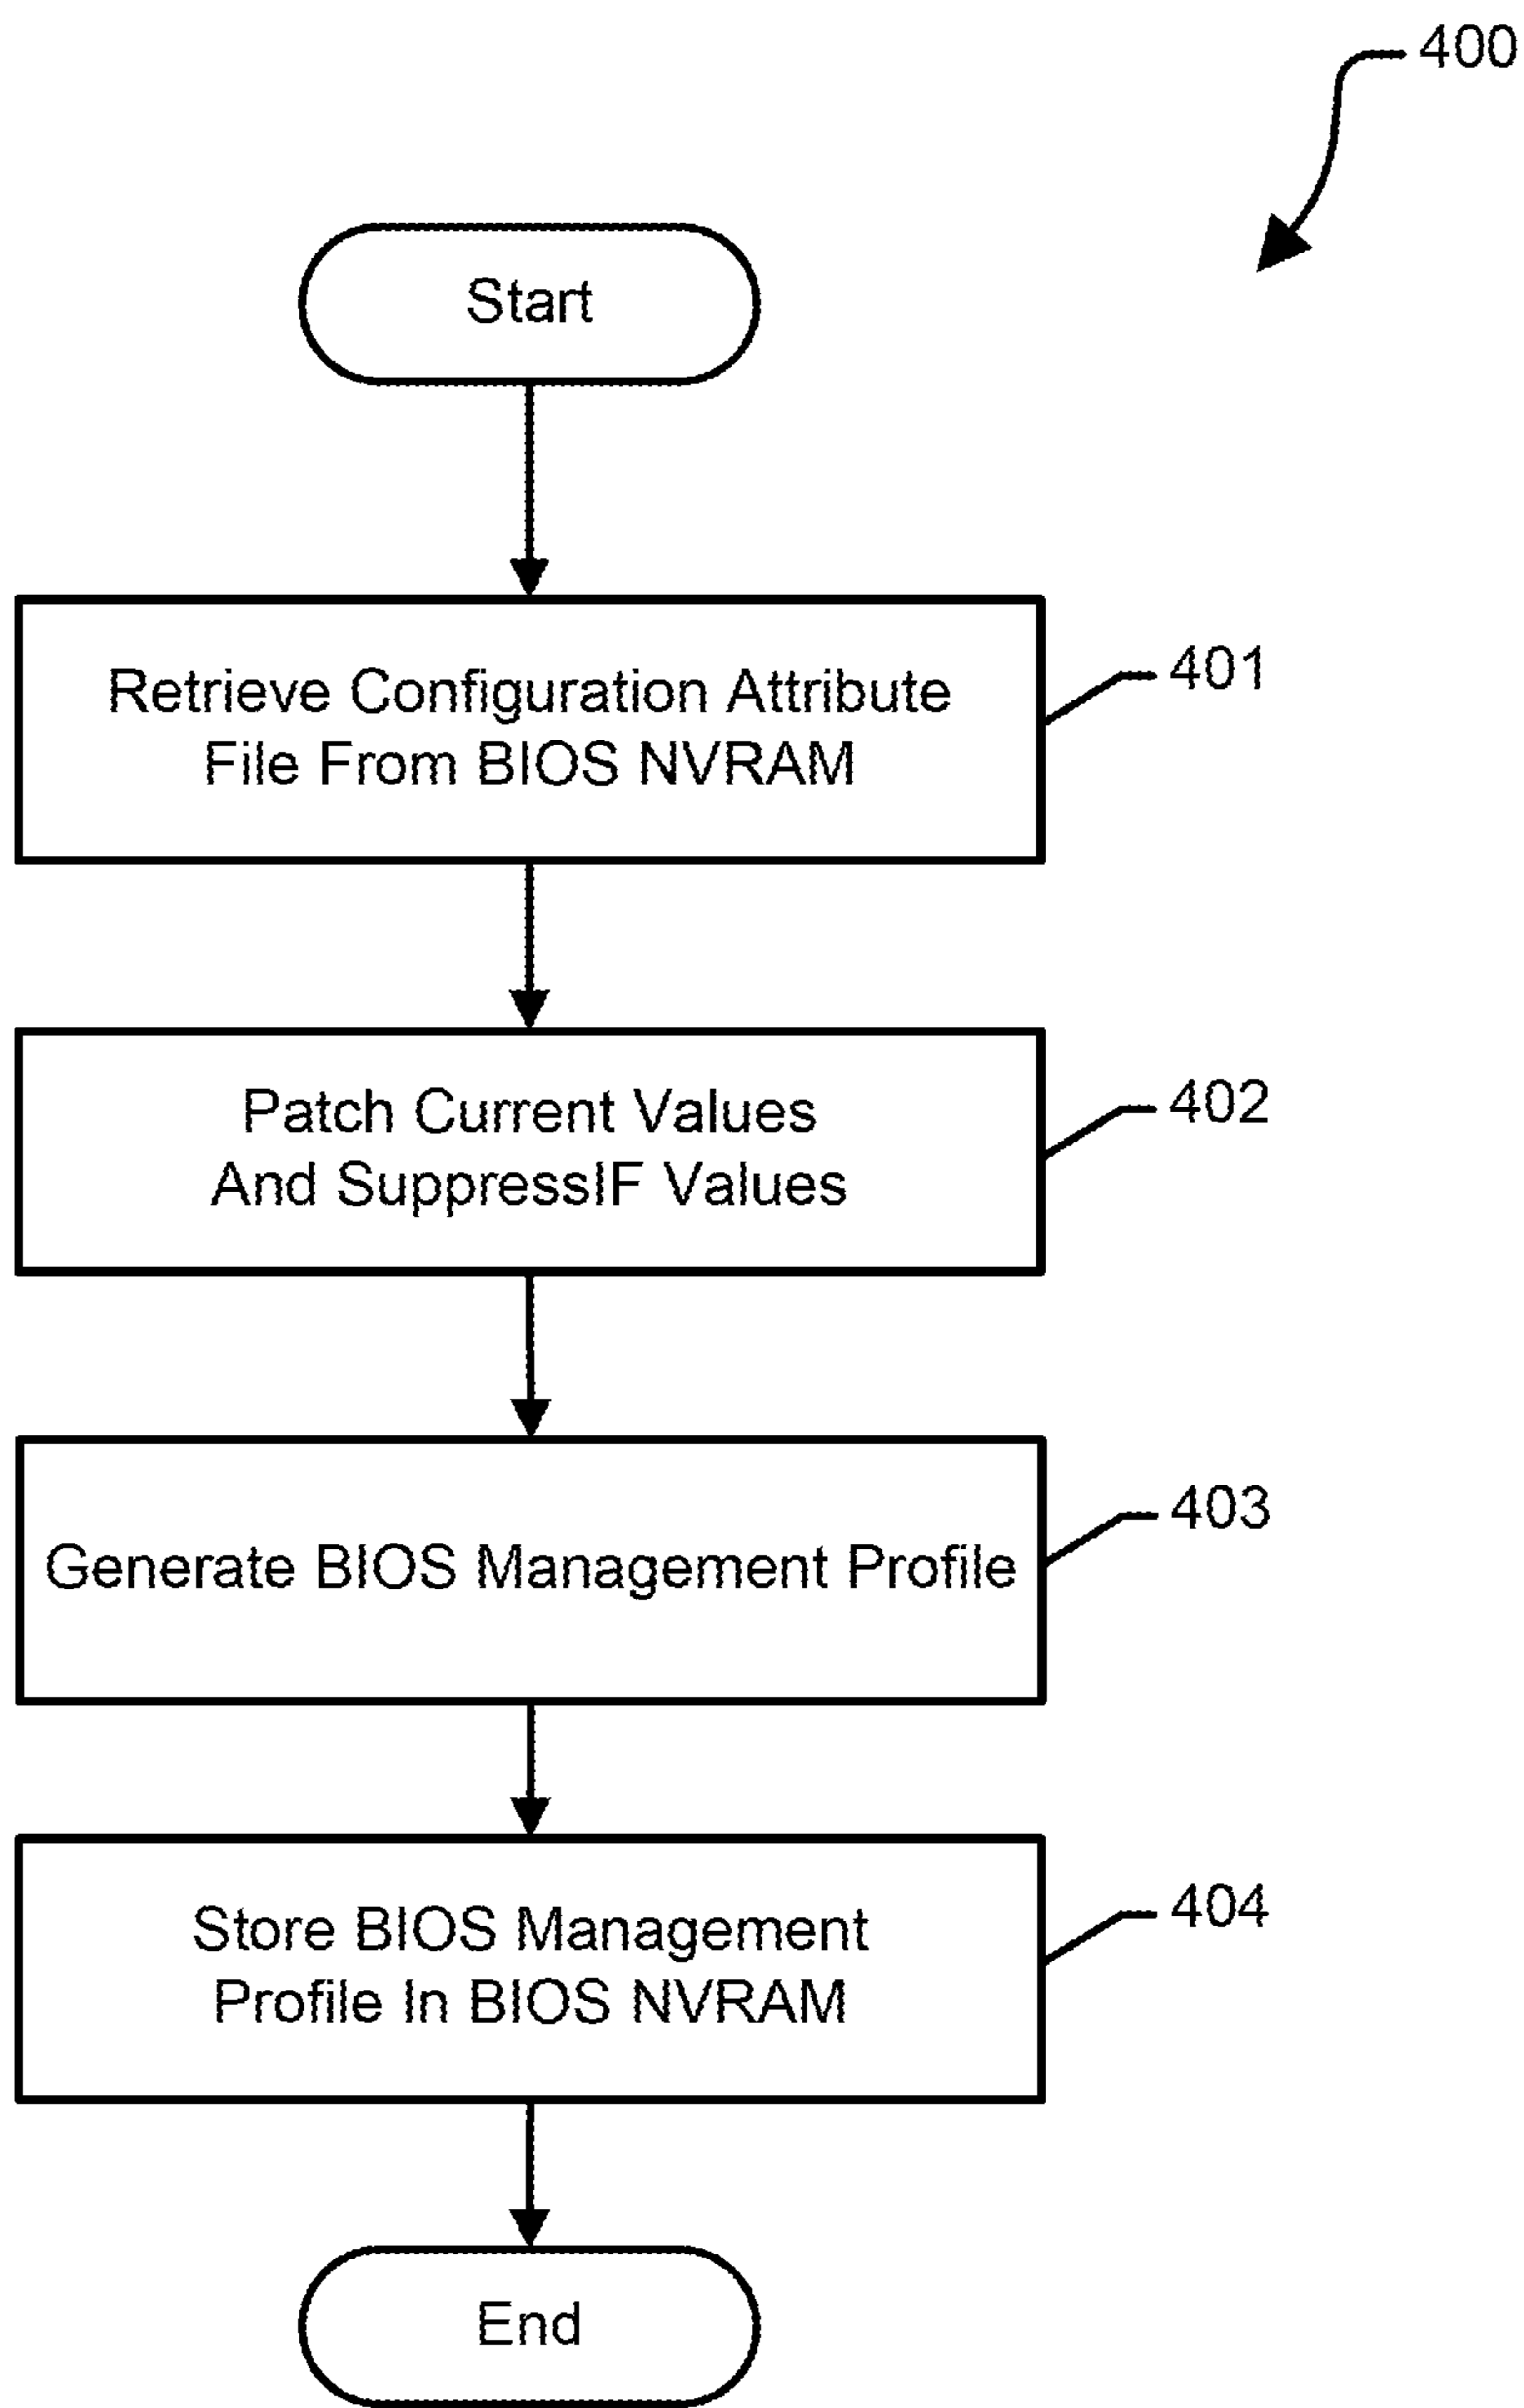 400
Start
Retrieve Configuration Attribute
File From BIOS NVRAM
401
Patch Current Values
And SuppressIF Values
402
Generate BIOS Management Profile
403
Store BIOS Management
Profile In BIOS NVRAM
404
End